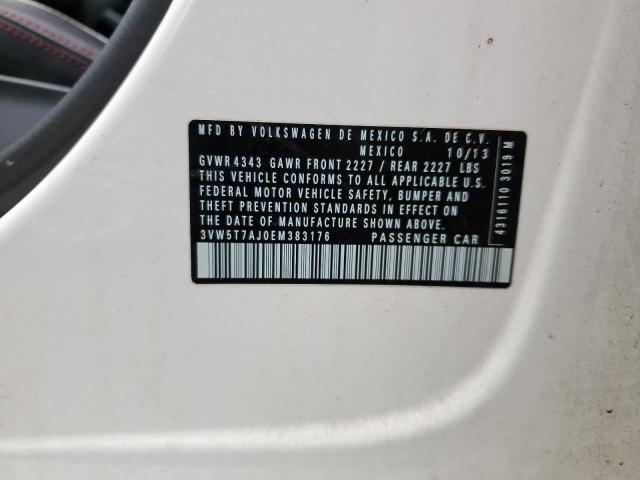 MFD BY VOLKSWAGEN DE MEXICO S.A. DE C.V.
MEXICO 10/13
GVWR 4343 GAWR FRONT 2227 / REAR 2227 LBS
THIS VEHICLE CONFORMS TO ALL APPLICABLE U.S.
FEDERAL MOTOR VEHICLE SAFETY, BUMPER AND
THEFT PREVENTION STANDARDS IN EFFECT ON
THE DATE OF MANUFACTURE SHOWN ABOVE.
3VW5T7AJ0EM383176 PASSENGER CAR
4316110 3019 M